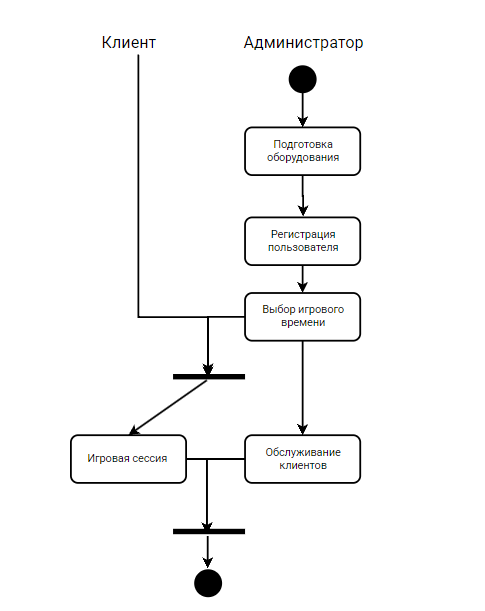 Клиент
Администратор
Подготовка
оборудования
Регистрация
пользователя
Выбор игрового
времени
Игровая сессия
Обслуживание
клиентов